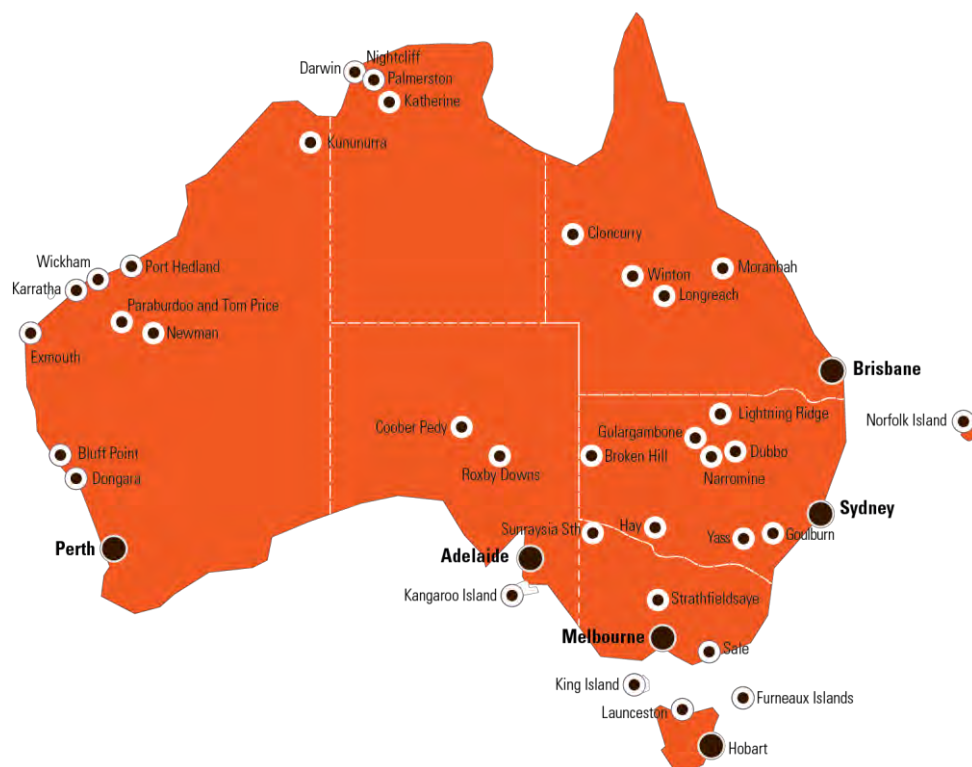 Nightcliff
Darwin
Palmerston
Katherine
Kununurra
Cloncurry
Wickham
Port Hedland
Moranbah
Winton
Karratha
Longreach
Paraburdoo and Tom Price
Newman
Exmouth
Brisbane
Lightning Ridge
Norfolk Island
Coober Pedy
Gulargambone
Bluff Point
Broken Hill
Dubbo
Roxby Downs
Narromine
Dongara
Sydney
Sunraysia Sth
Hay
Yass
Goulburn
Perth
Adelaide
Kangaroo Island
Strathfieldsaye
Melbourne
Sale
King Island
Furneaux Islands
Launceston
Hobart